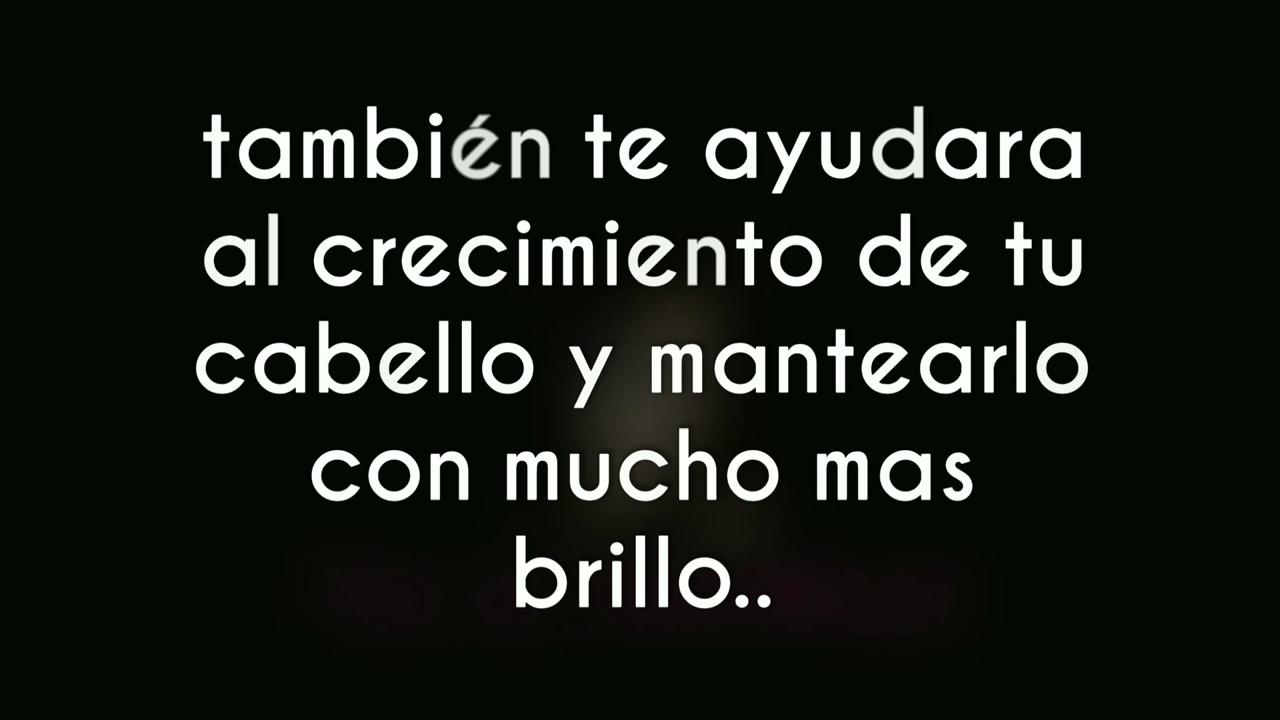 también te ayudara
al crecimiento de tu
cabello y mantearlo
con mucho mas
brillo..